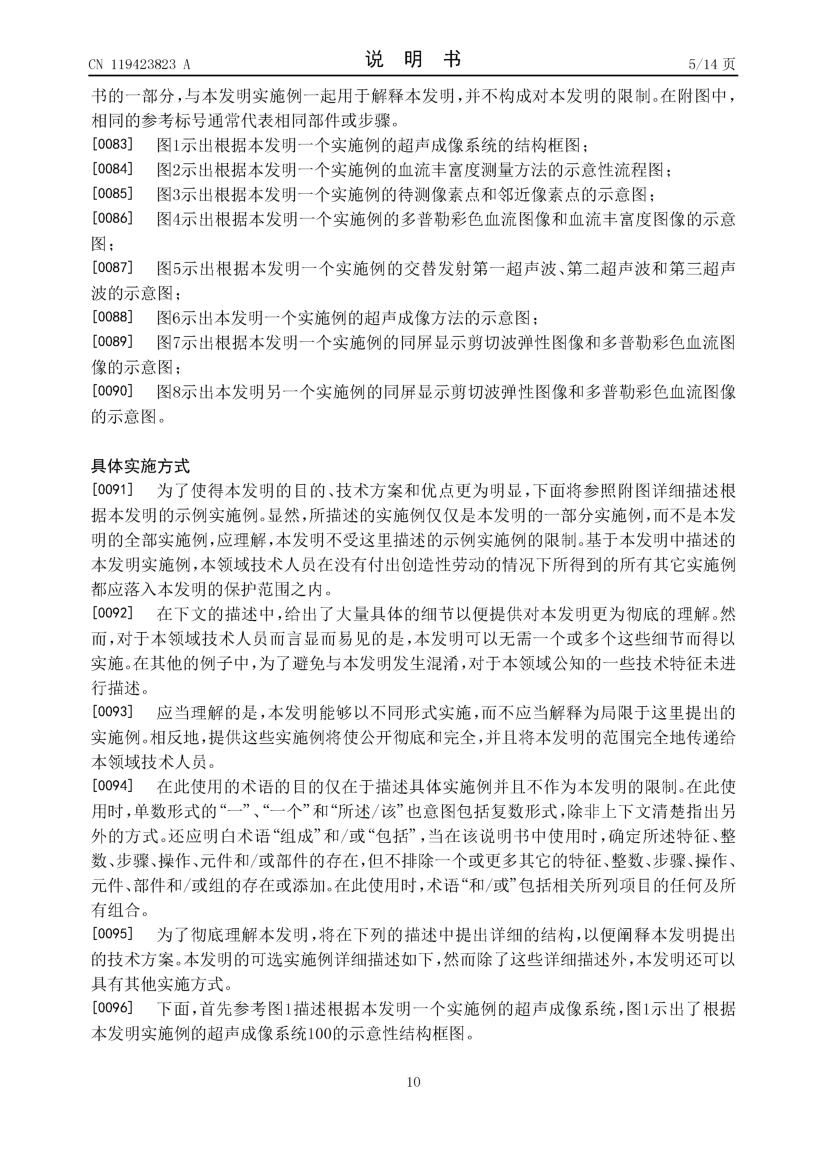 CN 119423823 A
说 明 书
5/14 页
书的一部分,与本发明实施例一起用于解释本发明,并不构成对本发明的限制。在附图中,
相同的参考标号通常代表相同部件或步骤。
[0083] 图1示出根据本发明一个实施例的超声成像系统的结构框图;
[0084] 图2示出根据本发明一个实施例的血流丰富度测量方法的示意性流程图;
[0085] 图3示出根据本发明一个实施例的待测像素点和邻近像素点的示意图;
[0086] 图4示出根据本发明一个实施例的多普勒彩色血流图像和血流丰富度图像的示意
图;
[0087] 图5示出根据本发明一个实施例的交替发射第一超声波、第二超声波和第三超声
波的示意图;
[0088] 图6示出本发明一个实施例的超声成像方法的示意图;
[0089] 图7示出根据本发明一个实施例的同屏显示剪切波弹性图像和多普勒彩色血流图
像的示意图;
[0090] 图8示出本发明另一个实施例的同屏显示剪切波弹性图像和多普勒彩色血流图像
的示意图。
具体实施方式
[0091] 为了使得本发明的目的、技术方案和优点更为明显,下面将参照附图详细描述根
据本发明的示例实施例。显然,所描述的实施例仅仅是本发明的一部分实施例,而不是本发
明的全部实施例,应理解,本发明不受这里描述的示例实施例的限制。基于本发明中描述的
本发明实施例,本领域技术人员在没有付出创造性劳动的情况下所得到的所有其它实施例
都应落入本发明的保护范围之内。
[0092] 在下文的描述中,给出了大量具体的细节以便提供对本发明更为彻底的理解。然
而,对于本领域技术人员而言显而易见的是,本发明可以无需一个或多个这些细节而得以
实施。在其他的例子中,为了避免与本发明发生混淆,对于本领域公知的一些技术特征未进
行描述。
[0093] 应当理解的是,本发明能够以不同形式实施,而不应当解释为局限于这里提出的
实施例。相反地,提供这些实施例将使公开彻底和完全,并且将本发明的范围完全地传递给
本领域技术人员。
[0094] 在此使用的术语的目的仅在于描述具体实施例并且不作为本发明的限制。在此使
用时,单数形式的“一”、“一个”和“所述/该”也意图包括复数形式,除非上下文清楚指出另
外的方式。还应明白术语“组成”和/或“包括”,当在该说明书中使用时,确定所述特征、整
数、步骤、操作、元件和/或部件的存在,但不排除一个或更多其它的特征、整数、步骤、操作、
元件、部件和/或组的存在或添加。在此使用时,术语“和/或”包括相关所列项目的任何及所
有组合。
[0095] 为了彻底理解本发明,将在下列的描述中提出详细的结构,以便阐释本发明提出
的技术方案。本发明的可选实施例详细描述如下,然而除了这些详细描述外,本发明还可以
具有其他实施方式。
[0096] 下面,首先参考图1描述根据本发明一个实施例的超声成像系统,图1示出了根据
本发明实施例的超声成像系统100的示意性结构框图。
10